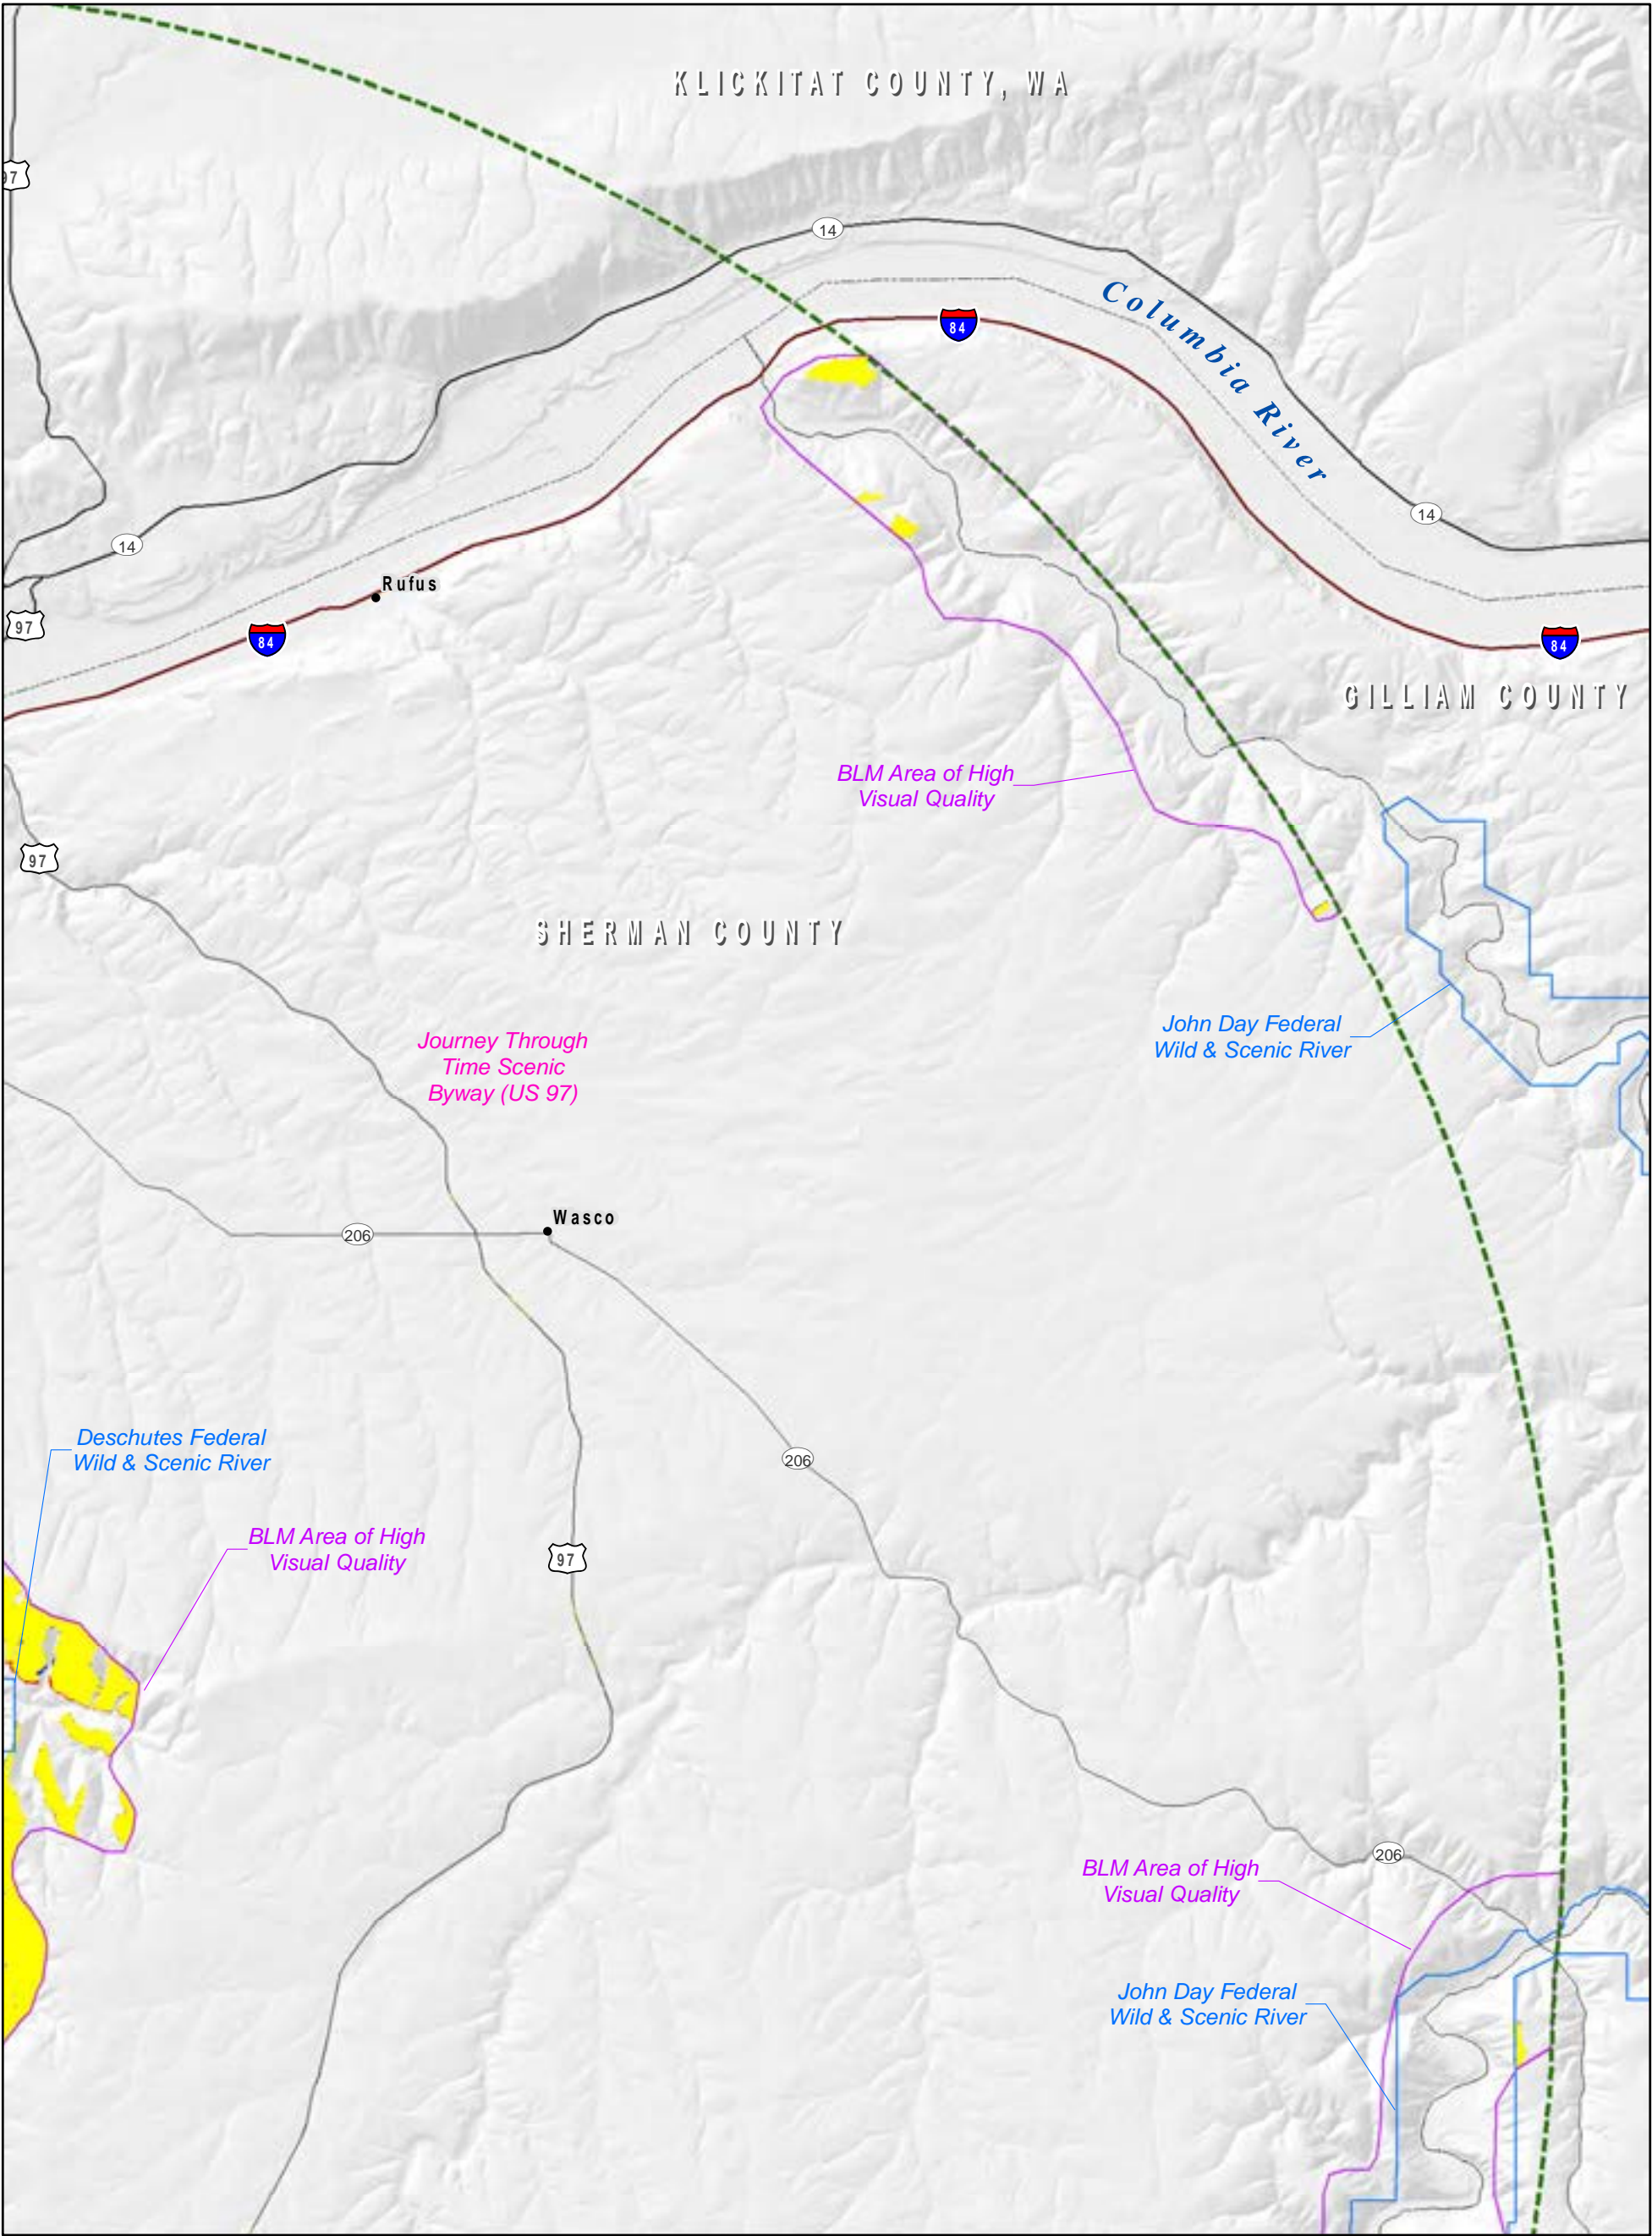 KLICKITAT COUNTY, WA
97
14
84
Columbia River
14
14
Rufus
97
84
84
GILLIAM COUNTY
BLM Area of High
Visual Quality
97
SHERMAN COUNTY
John Day Federal
Wild & Scenic River
Journey Through
Time Scenic
Byway (US 97)
Wasco
206
Deschutes Federal
Wild & Scenic River
206
BLM Area of High
Visual Quality
97
206
BLM Area of High
Visual Quality
John Day Federal
Wild & Scenic River